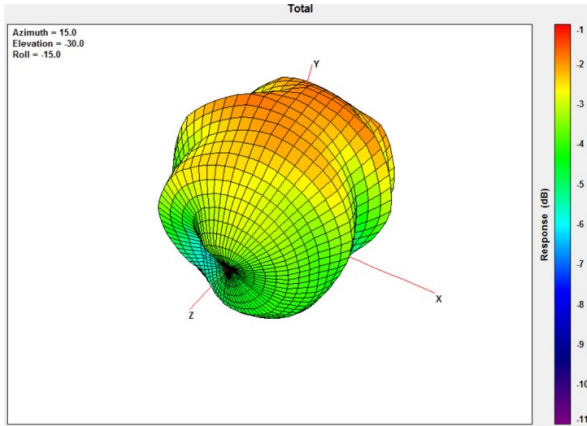 Total
Azimuth = 15.0
Elevation = -30.0
Roll = -15.0
Y
X
Z
Response (dB)
-1
-2
-3
-4
-5
-6
-7
-8
-9
-10
-11